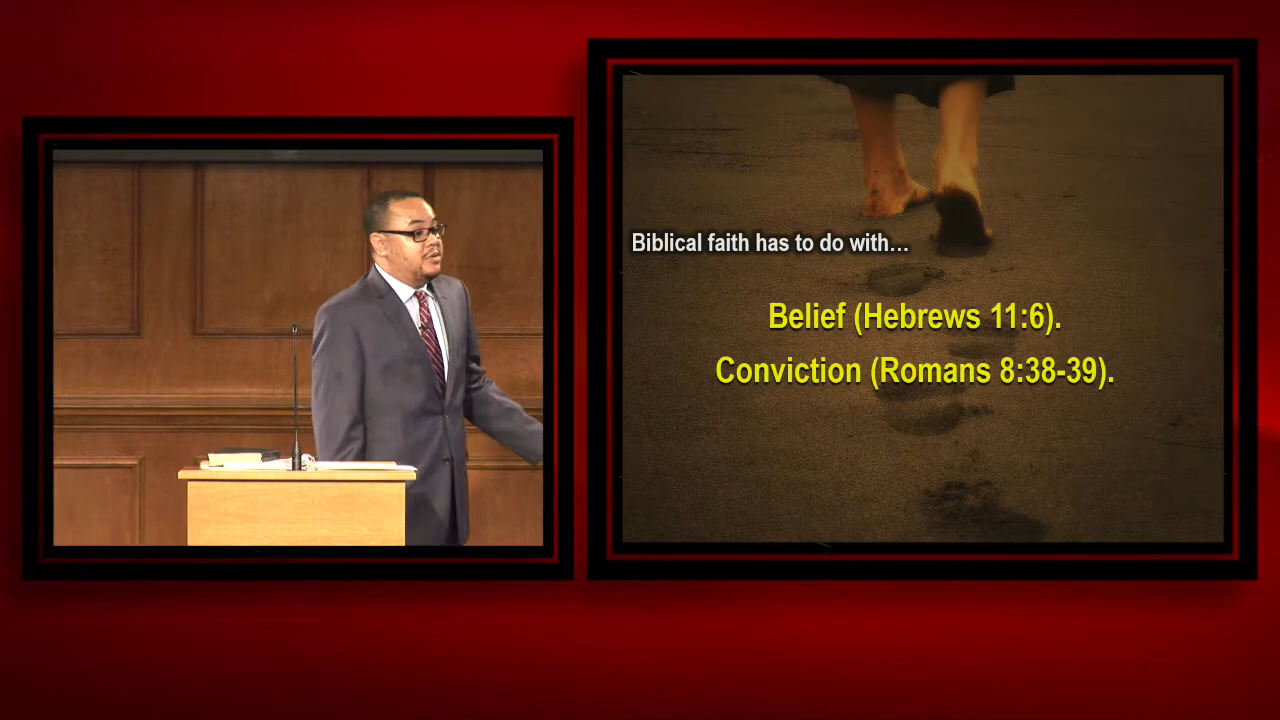 Biblical faith has to do with...
Belief (Hebrews 11:6).
Conviction (Romans 8:38-39).